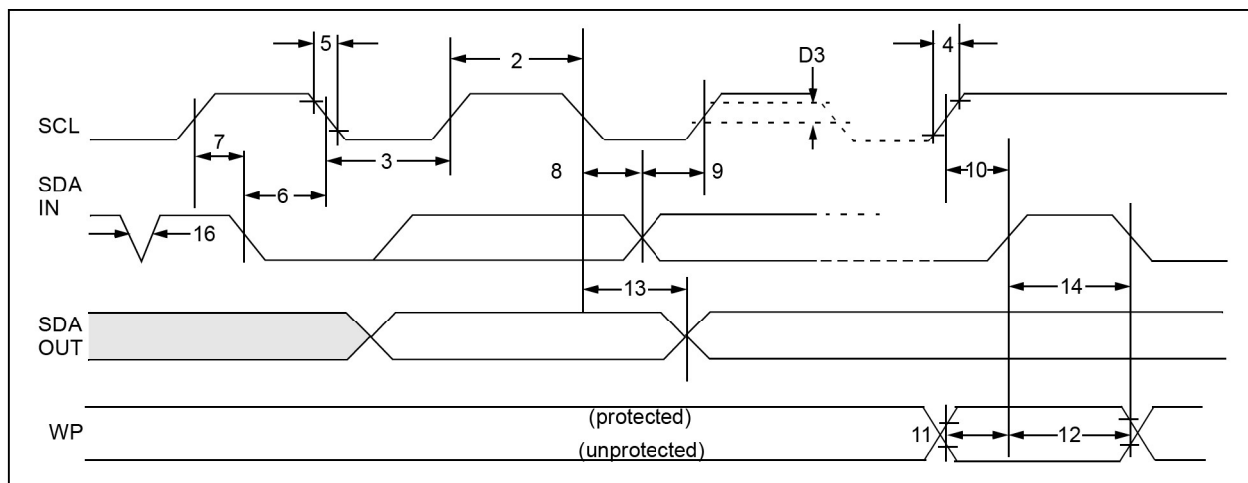 5
2
D3
4
SCL
7
3
8
9
10
SDA
IN
6
16
13
14
SDA
OUT
WP
(protected)
(unprotected)
11
12